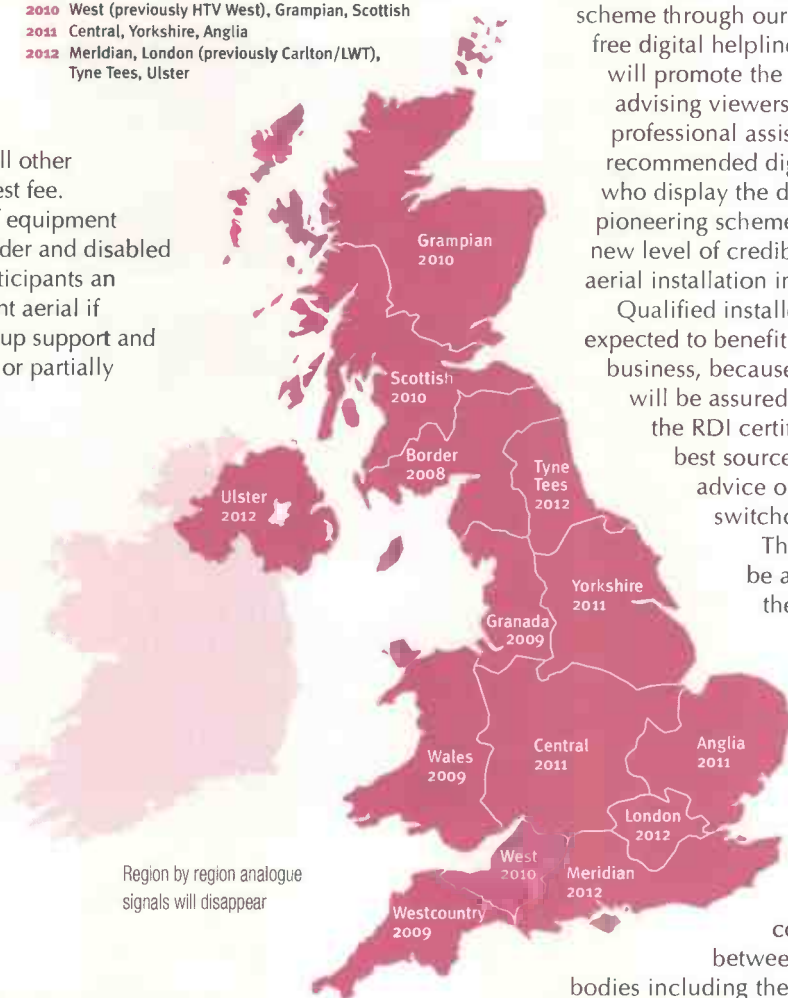 2010 West (previously HTV West), Grampian, Scottish
2011 Central, Yorkshire, Anglia
2012 Meridian, London (previously Carlton/LWT),
Tyne Tees, Ulster
ll other
est fee.
f equipment
der and disabled
ticipants an
nt aerial if
up support and
or partially
scheme through our
free digital helpline
will promote the
advising viewers
professional assis
recommended dig
who display the d
pioneering scheme
new level of credib
aerial installation in
Qualified installe
expected to benefit
business, because
will be assured
the RDI certif
best source
advice o
switcho
Th
be a
the
Grampian
2010
Scottish
2010
Border
2008
Tyne
Tees
2012
Ulster
2012
Yorkshire
2011
Granada
2009
Wales
2009
Central
2011
Anglia
2011
London
2012
West
2010
Meridian
2012
Westcountry
2009
Region by region analogue
signals will disappear
co
between
bodies including the